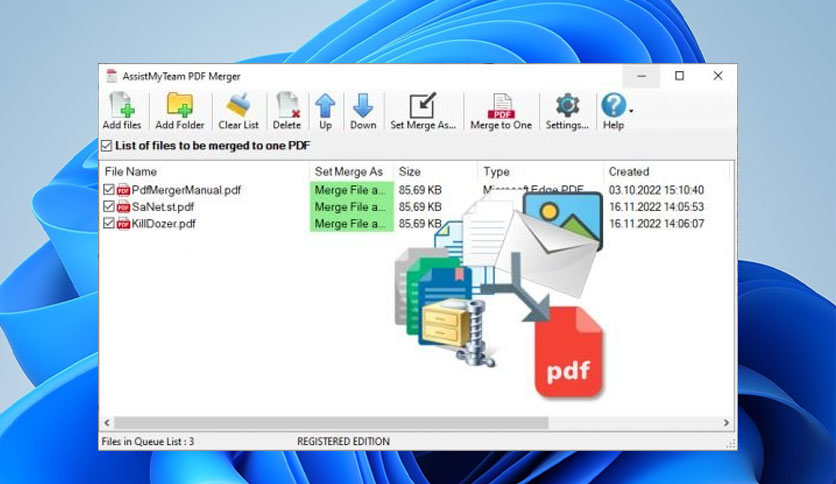 AssistMyTeam PDF Merger
Add files Add Folder Clear List Delete Up Down Set Merge As... PDF Merge to One Settings... Help
List of files to be merged to one PDF
File Name Set Merge As Size Type Created
PdfMergerManual.pdf Merge File a... 85,69 KB Microsoft Edge PDF 03.10.2022 15:10:40
SaNet.st.pdf Merge File a... 85,69 KB 16.11.2022 14:05:53
KillDozer.pdf Merge File a... 85,69 KB 16.11.2022 14:06:07
pdf
Files in Queue List : 3 REGISTERED EDITION